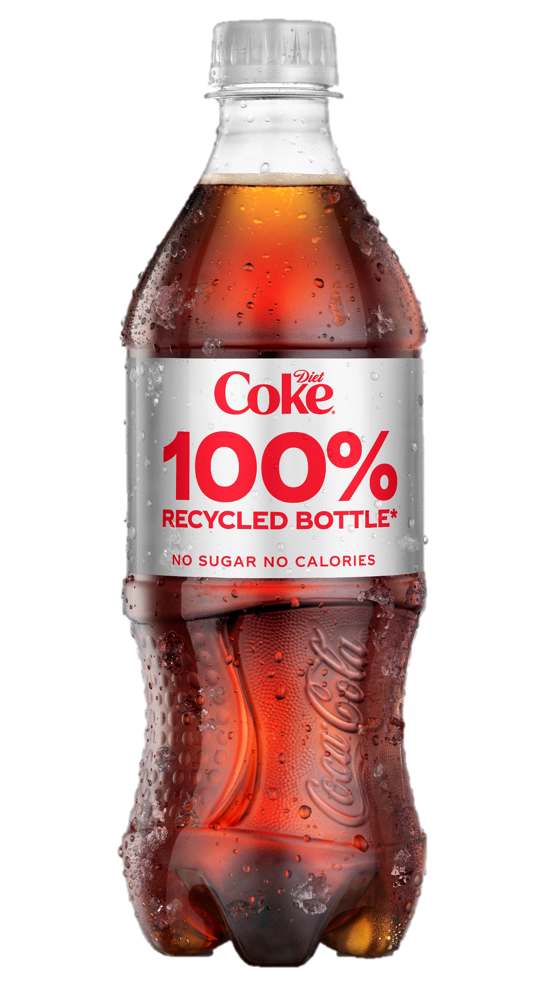 Diet
Coke®
100%
RECYCLED BOTTLE*
NO SUGAR NO CALORIES
Coca-Cola